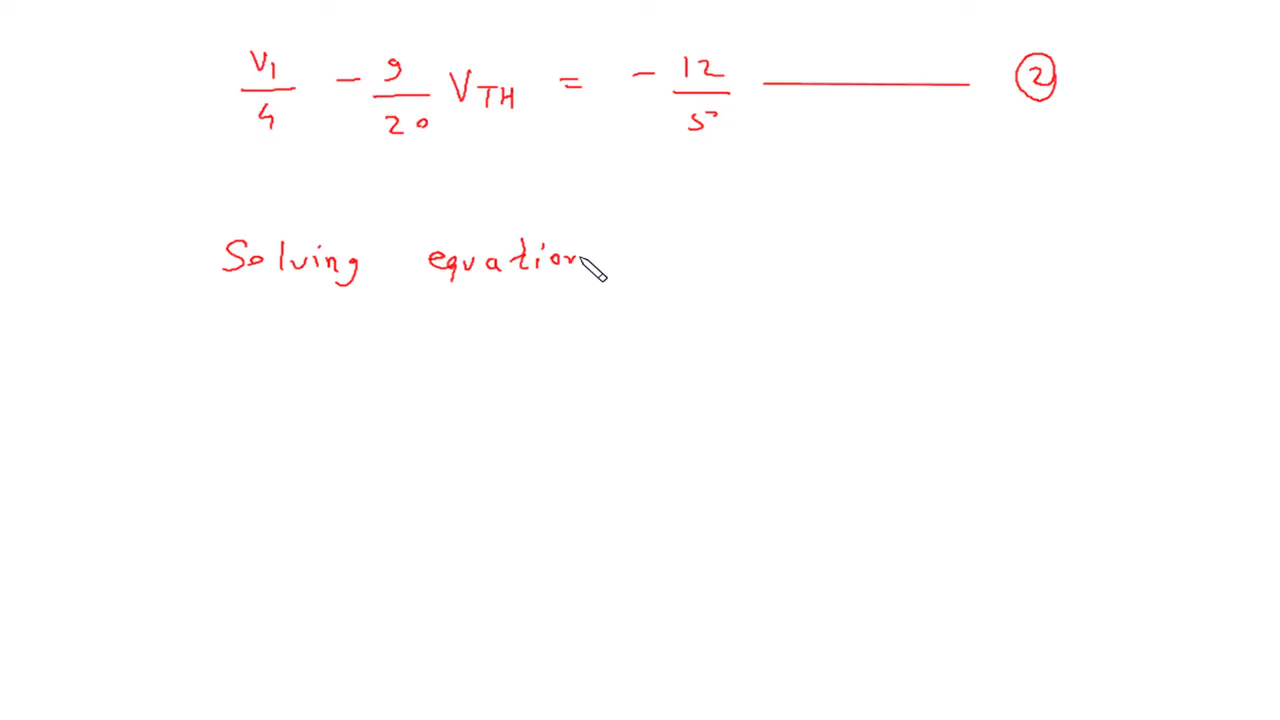 V1/4 - 9/20 VTH = - 12/5 ——— 2
Solving equation